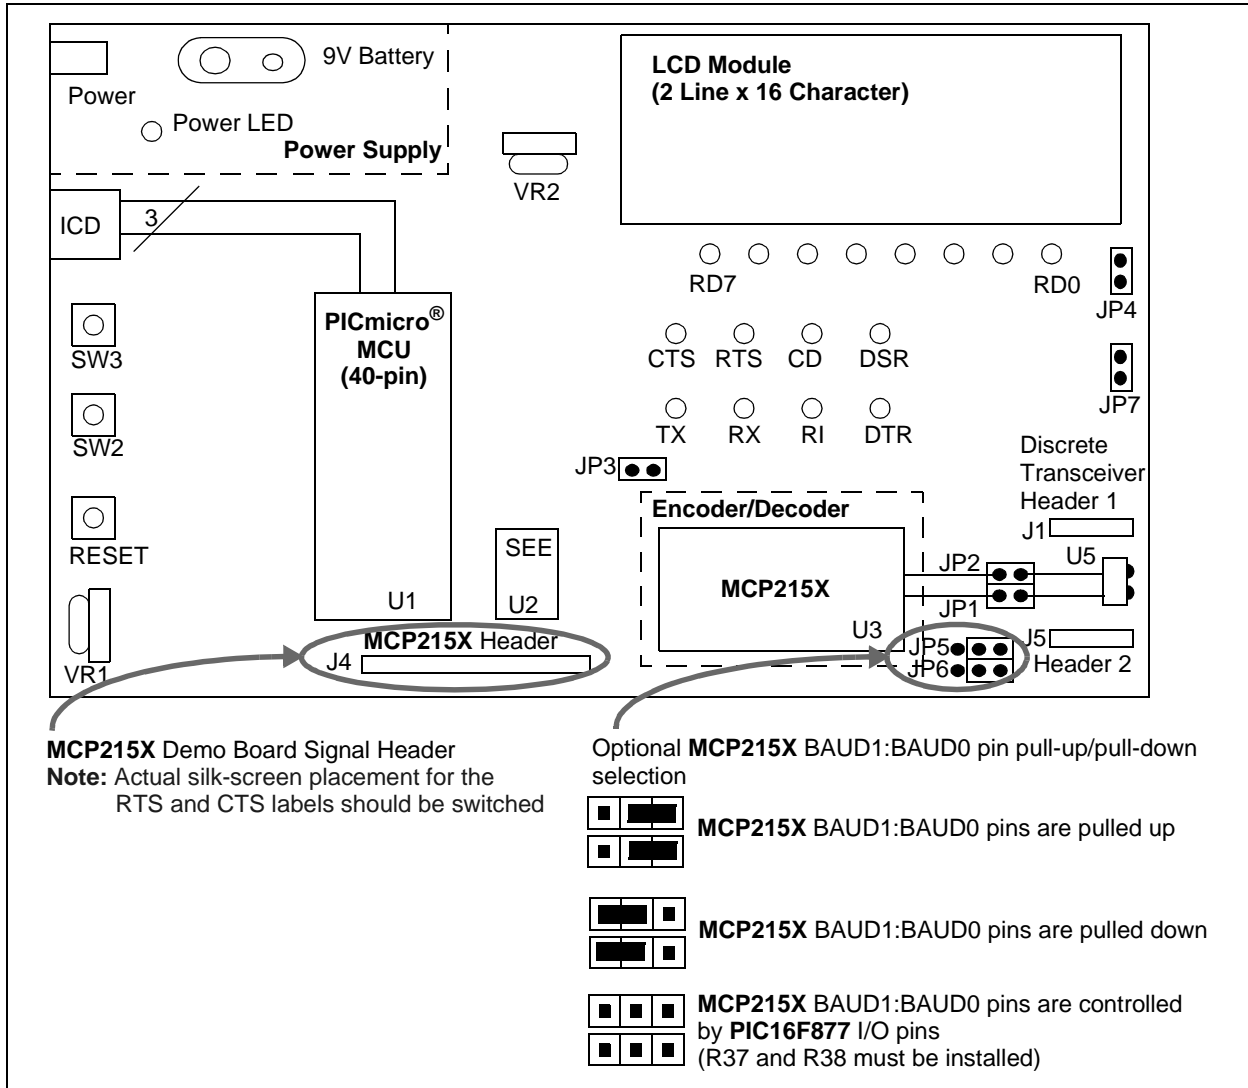 9V Battery
Power
Power LED
Power Supply
LCD Module
(2 Line x 16 Character)
VR2
ICD
3
RD7
RD0
JP4
PICmicro®
MCU
(40-pin)
SW3
CTS RTS CD DSR
JP7
SW2
TX RX RI DTR
JP3
Discrete
Transceiver
Header 1
RESET
SEE
Encoder/Decoder
J1
U5
JP2
MCP215X
U1
U2
JP1
U3
MCP215X Header
J4
JP5
J5
JP6
Header 2
VR1
MCP215X Demo Board Signal Header
Note: Actual silk-screen placement for the
RTS and CTS labels should be switched
Optional MCP215X BAUD1:BAUD0 pin pull-up/pull-down
selection
MCP215X BAUD1:BAUD0 pins are pulled up
MCP215X BAUD1:BAUD0 pins are pulled down
MCP215X BAUD1:BAUD0 pins are controlled
by PIC16F877 I/O pins
(R37 and R38 must be installed)